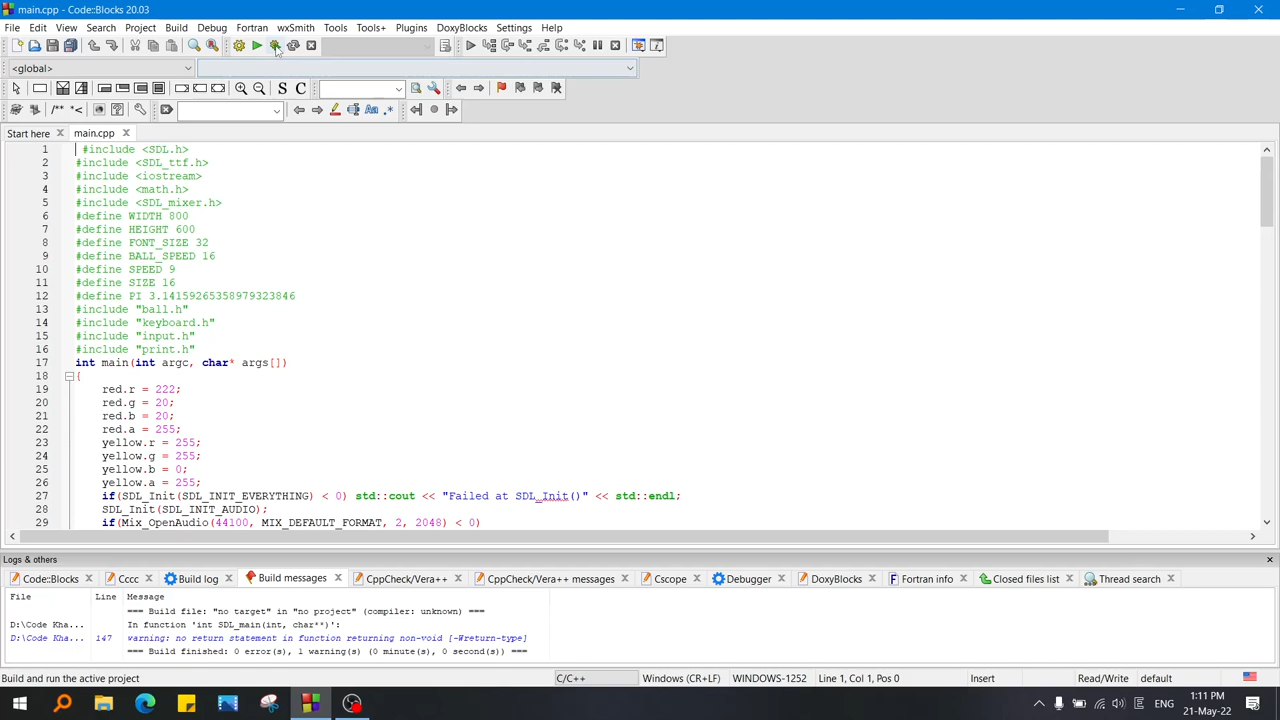 main.cpp - Code::Blocks 20.03
File Edit View Search Project Build Debug Fortran wxSmith Tools Tools+ Plugins DoxyBlocks Settings Help
<global>
S C
/** *<
Aa .*
Start here main.cpp
1 #include <SDL.h>
2 #include <SDL_ttf.h>
3 #include <iostream>
4 #include <math.h>
5 #include <SDL_mixer.h>
6 #define WIDTH 800
7 #define HEIGHT 600
8 #define FONT_SIZE 32
9 #define BALL_SPEED 16
10 #define SPEED 9
11 #define SIZE 16
12 #define PI 3.14159265358979323846
13 #include "ball.h"
14 #include "keyboard.h"
15 #include "input.h"
16 #include "print.h"
17 int main(int argc, char* args[])
18 {
19 red.r = 222;
20 red.g = 20;
21 red.b = 20;
22 red.a = 255;
23 yellow.r = 255;
24 yellow.g = 255;
25 yellow.b = 0;
26 yellow.a = 255;
27 if(SDL_Init(SDL_INIT_EVERYTHING) < 0) std::cout << "Failed at SDL_Init()" << std::endl;
28 SDL_Init(SDL_INIT_AUDIO);
29 if(Mix_OpenAudio(44100, MIX_DEFAULT_FORMAT, 2, 2048) < 0)
Logs & others
Code::Blocks Cccc Build log Build messages CppCheck/Vera++ CppCheck/Vera++ messages Cscope Debugger DoxyBlocks Fortran info Closed files list Thread search
File Line Message
=== Build file: "no target" in "no project" (compiler: unknown) ===
D:\Code Kha... In function 'int SDL_main(int, char**)':
D:\Code Kha... 147 warning: no return statement in function returning non-void [-Wreturn-type]
=== Build finished: 0 error(s), 1 warning(s) (0 minute(s), 0 second(s)) ===
Build and run the active project C/C++ Windows (CR+LF) WINDOWS-1252 Line 1, Col 1, Pos 0 Insert Read/Write default
ENG 1:11 PM
21-May-22